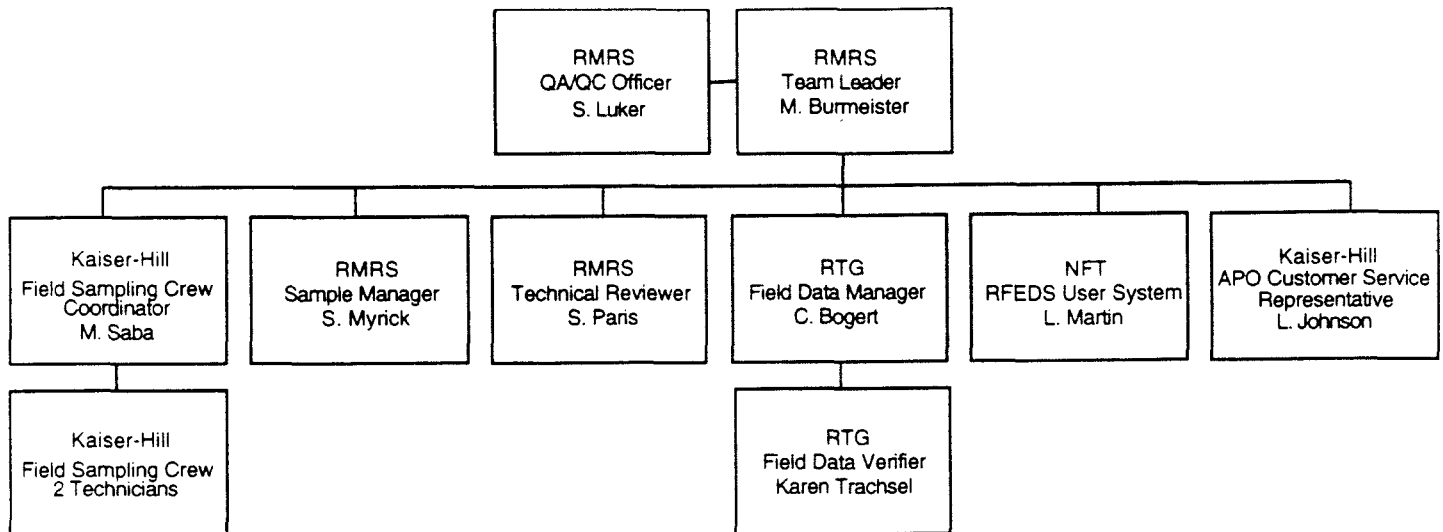 RMRS
QA/QC Officer
S. Luker
RMRS
Team Leader
M. Burmeister
Kaiser-Hill
Field Sampling Crew
Coordinator
M. Saba
RMRS
Sample Manager
S. Myrick
RMRS
Technical Reviewer
S. Paris
RTG
Field Data Manager
C. Bogert
NFT
RFEDS User System
L. Martin
Kaiser-Hill
APO Customer Service
Representative
L. Johnson
Kaiser-Hill
Field Sampling Crew
2 Technicians
RTG
Field Data Verifier
Karen Trachsel